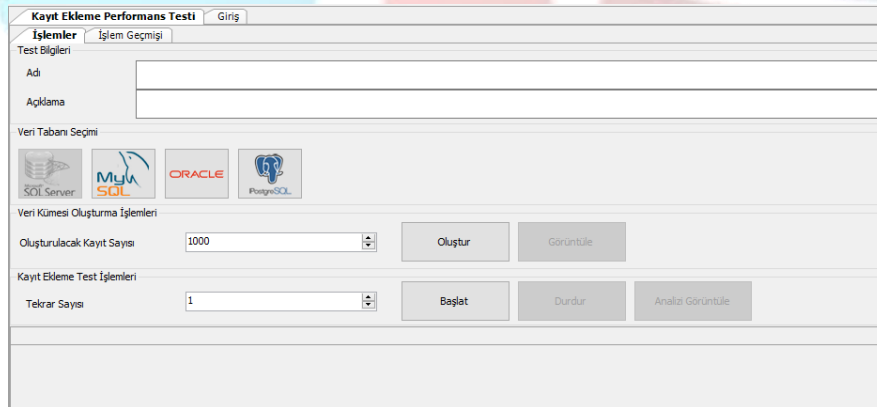 Kayıt Ekleme Performans Testi Giriş
İşlemler İşlem Geçmişi
Test Bilgileri
Adı
Açıklama
Veri Tabanı Seçimi
Microsoft
SQL Server
MySQL
ORACLE
PostgreSQL
Veri Kümesi Oluşturma İşlemleri
Oluşturulacak Kayıt Sayısı 1000 Oluştur Görüntüle
Kayıt Ekleme Test İşlemleri
Tekrar Sayısı 1 Başlat Durdur Analizi Görüntüle